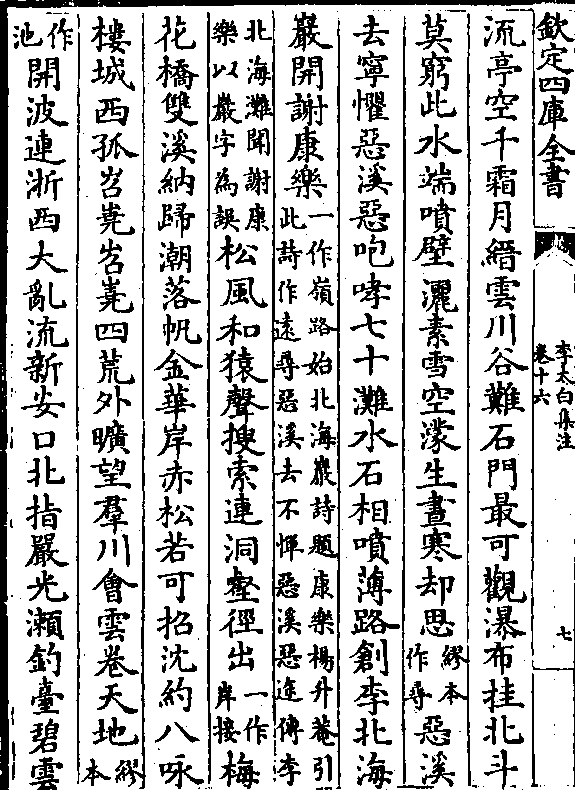 欽定四庫全書
李太白集注
卷十六
七
流亭空千霜月縉雲川谷難石門最可觀瀑布挂北斗
莫窮此水端噴壁灑素雪空濛生晝寒却思繆本作尋惡溪
去寧懼惡溪惡咆哮七十灘水石相噴薄路創李北海
巖開謝康樂一作嶺路始北海巖詩題康樂楊升菴引此詩作遠尋惡溪去不憚惡溪惡途傳李
北海灘聞謝康樂以巖字為誤松風和猿聲搜索連洞壑徑出一作岸接梅
花橋雙溪納歸潮落帆金華岸赤松若可招沈約八咏
樓城西孤岧嶤岧嶤四荒外曠望羣川會雲卷天地繆本
作池開波連浙西大亂流新安口北指嚴光瀨釣臺碧雲